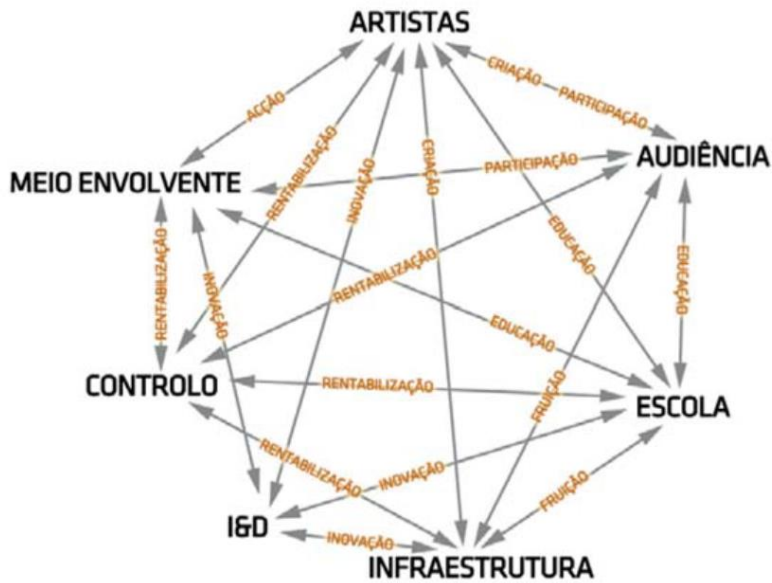 ARTISTAS
CRIAÇÃO
PARTICIPAÇÃO
ACÇÃO
AUDIÊNCIA
PARTICIPAÇÃO
MEIO ENVOLVENTE
RENTABILIZAÇÃO
INOVAÇÃO
CRIAÇÃO
EDUCAÇÃO
EDUCAÇÃO
RENTABILIZAÇÃO
INOVAÇÃO
RENTABILIZAÇÃO
EDUCAÇÃO
CONTROLO
RENTABILIZAÇÃO
FRUIÇÃO
ESCOLA
RENTABILIZAÇÃO
INOVAÇÃO
FRUIÇÃO
I&D
INOVAÇÃO
INFRAESTRUTURA